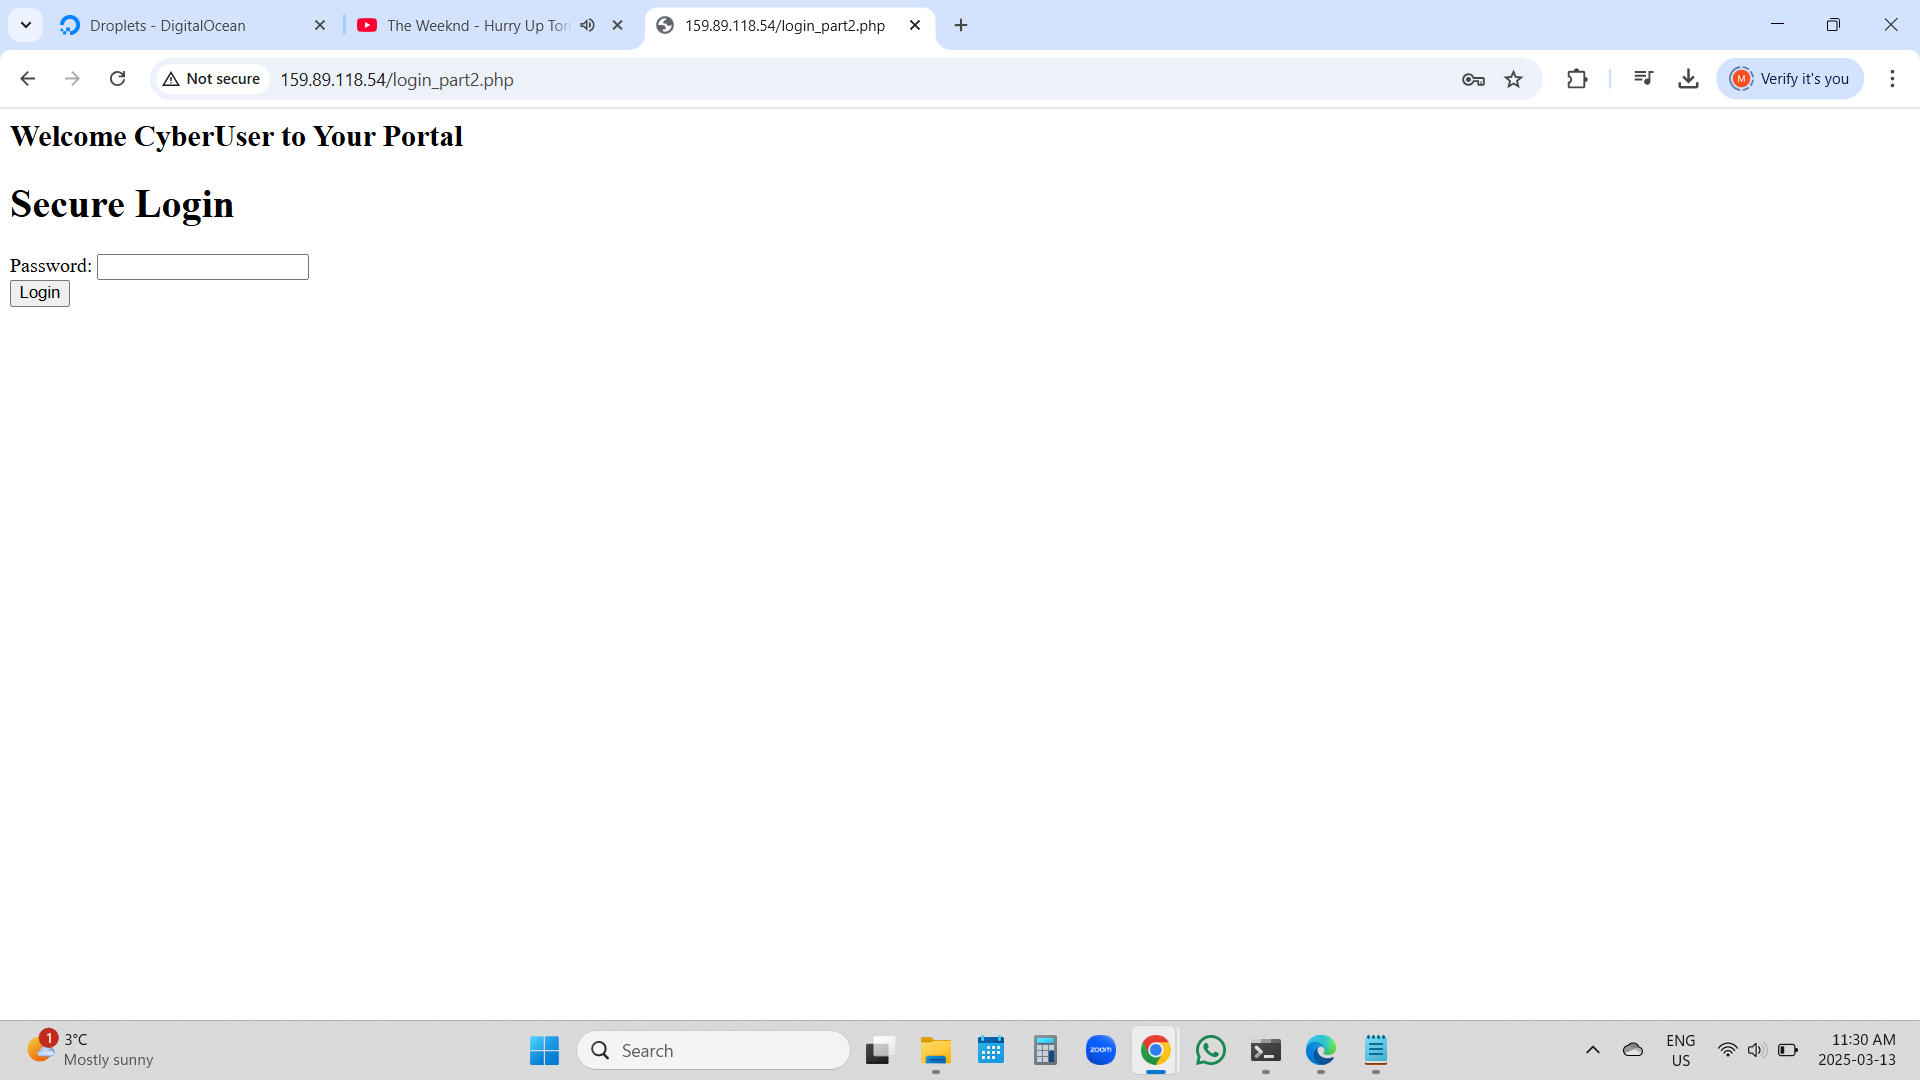 Droplets - DigitalOcean
The Weeknd - Hurry Up Tom
159.89.118.54/login_part2.php
Not secure
159.89.118.54/login_part2.php
M
Verify it's you
Welcome CyberUser to Your Portal
Secure Login
Password:
Login
1
3°C
Mostly sunny
Search
zoom
ENG
US
11:30 AM
2025-03-13